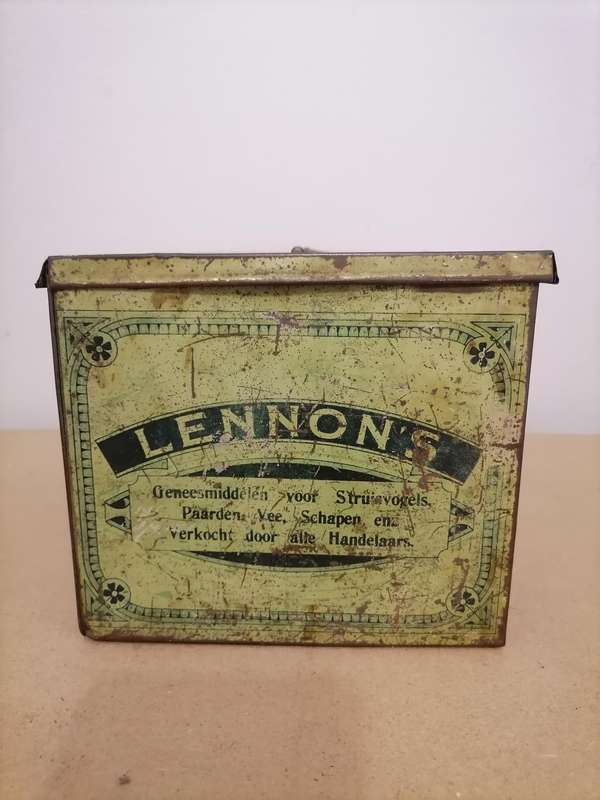 LENNON'S
Geneesmiddelen voor Struisvogels,
Paarden, Vee, Schapen enz.
Verkocht door alle Handelaars.